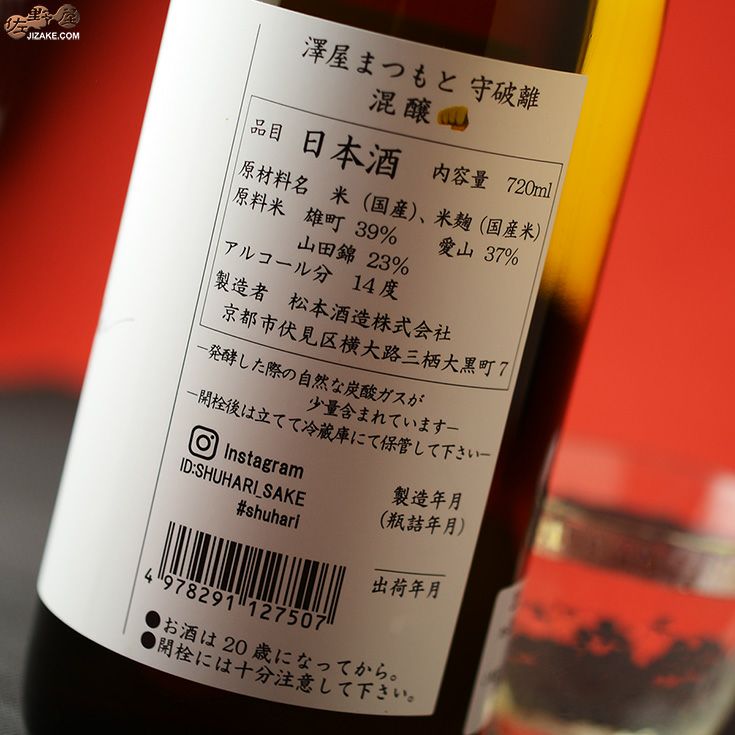 佐野屋
JIZAKE.COM
澤屋まつもと 守破離
混醸👊
品目 日本酒 内容量 720ml
原材料名 米(国産)、米麹(国産米)
原料米 雄町 39% 愛山 37%
山田錦 23%
アルコール分 14度
製造者 松本酒造株式会社
京都市伏見区横大路三栖大黒町7
—発酵した際の自然な炭酸ガスが
少量含まれています—
—開栓後は立てて冷蔵庫にて保管して下さい—
Instagram
ID:SHUHARI_SAKE
#shuhari
製造年月
(瓶詰年月)
出荷年月
4 978291 127507
●お酒は20歳になってから。
●開栓には十分注意して下さい。